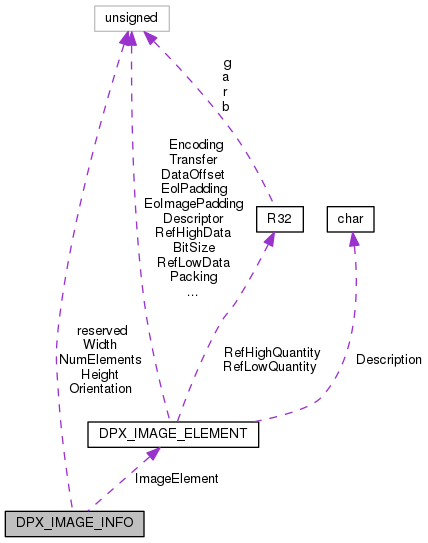 unsigned
g
a
r
b
Encoding
Transfer
DataOffset
EolPadding
EoImagePadding
Descriptor
RefHighData
BitSize
RefLowData
Packing
...
R32
char
reserved
Width
NumElements
Height
Orientation
RefHighQuantity
RefLowQuantity
Description
DPX_IMAGE_ELEMENT
ImageElement
DPX_IMAGE_INFO